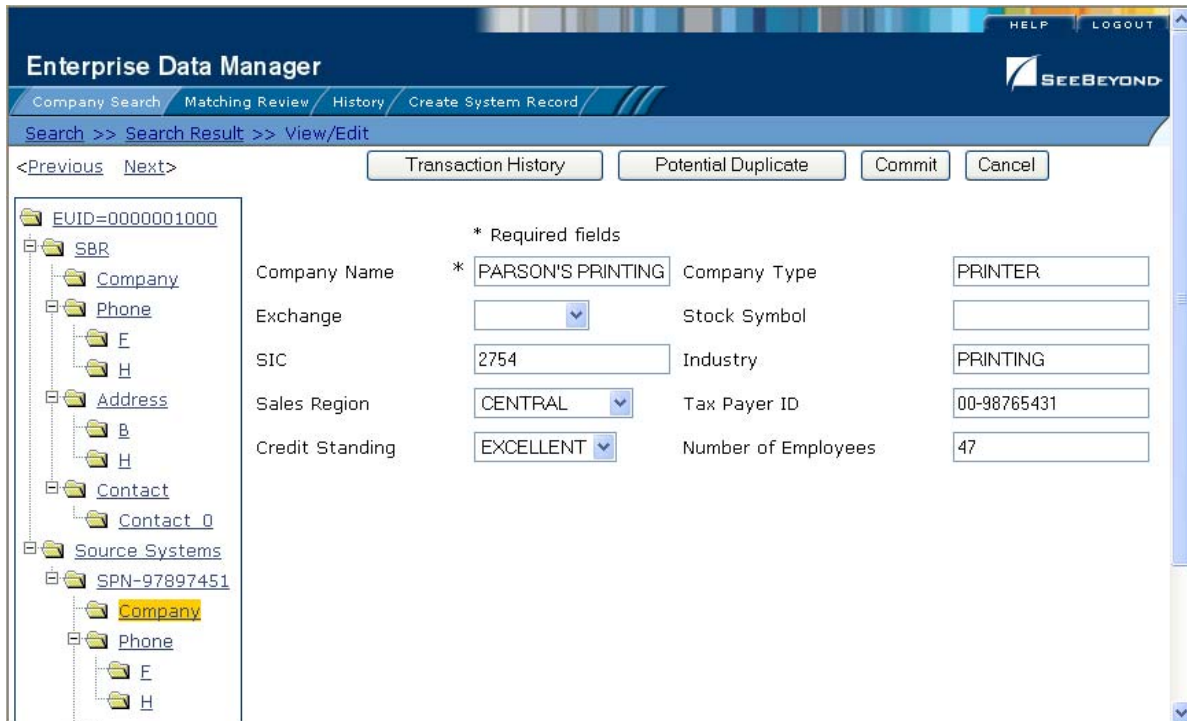 HELP LOGOUT
Enterprise Data Manager
SEEBEYOND
Company Search Matching Review History Create System Record
Search >> Search Result >> View/Edit
<Previous Next> Transaction History Potential Duplicate Commit Cancel
EUID=0000001000
SBR
Company
Phone
F
H
Address
B
H
Contact
Contact_0
Source Systems
SPN-97897451
Company
Phone
F
H
* Required fields
Company Name * PARSON'S PRINTING Company Type PRINTER
Exchange Stock Symbol
SIC 2754 Industry PRINTING
Sales Region CENTRAL Tax Payer ID 00-98765431
Credit Standing EXCELLENT Number of Employees 47